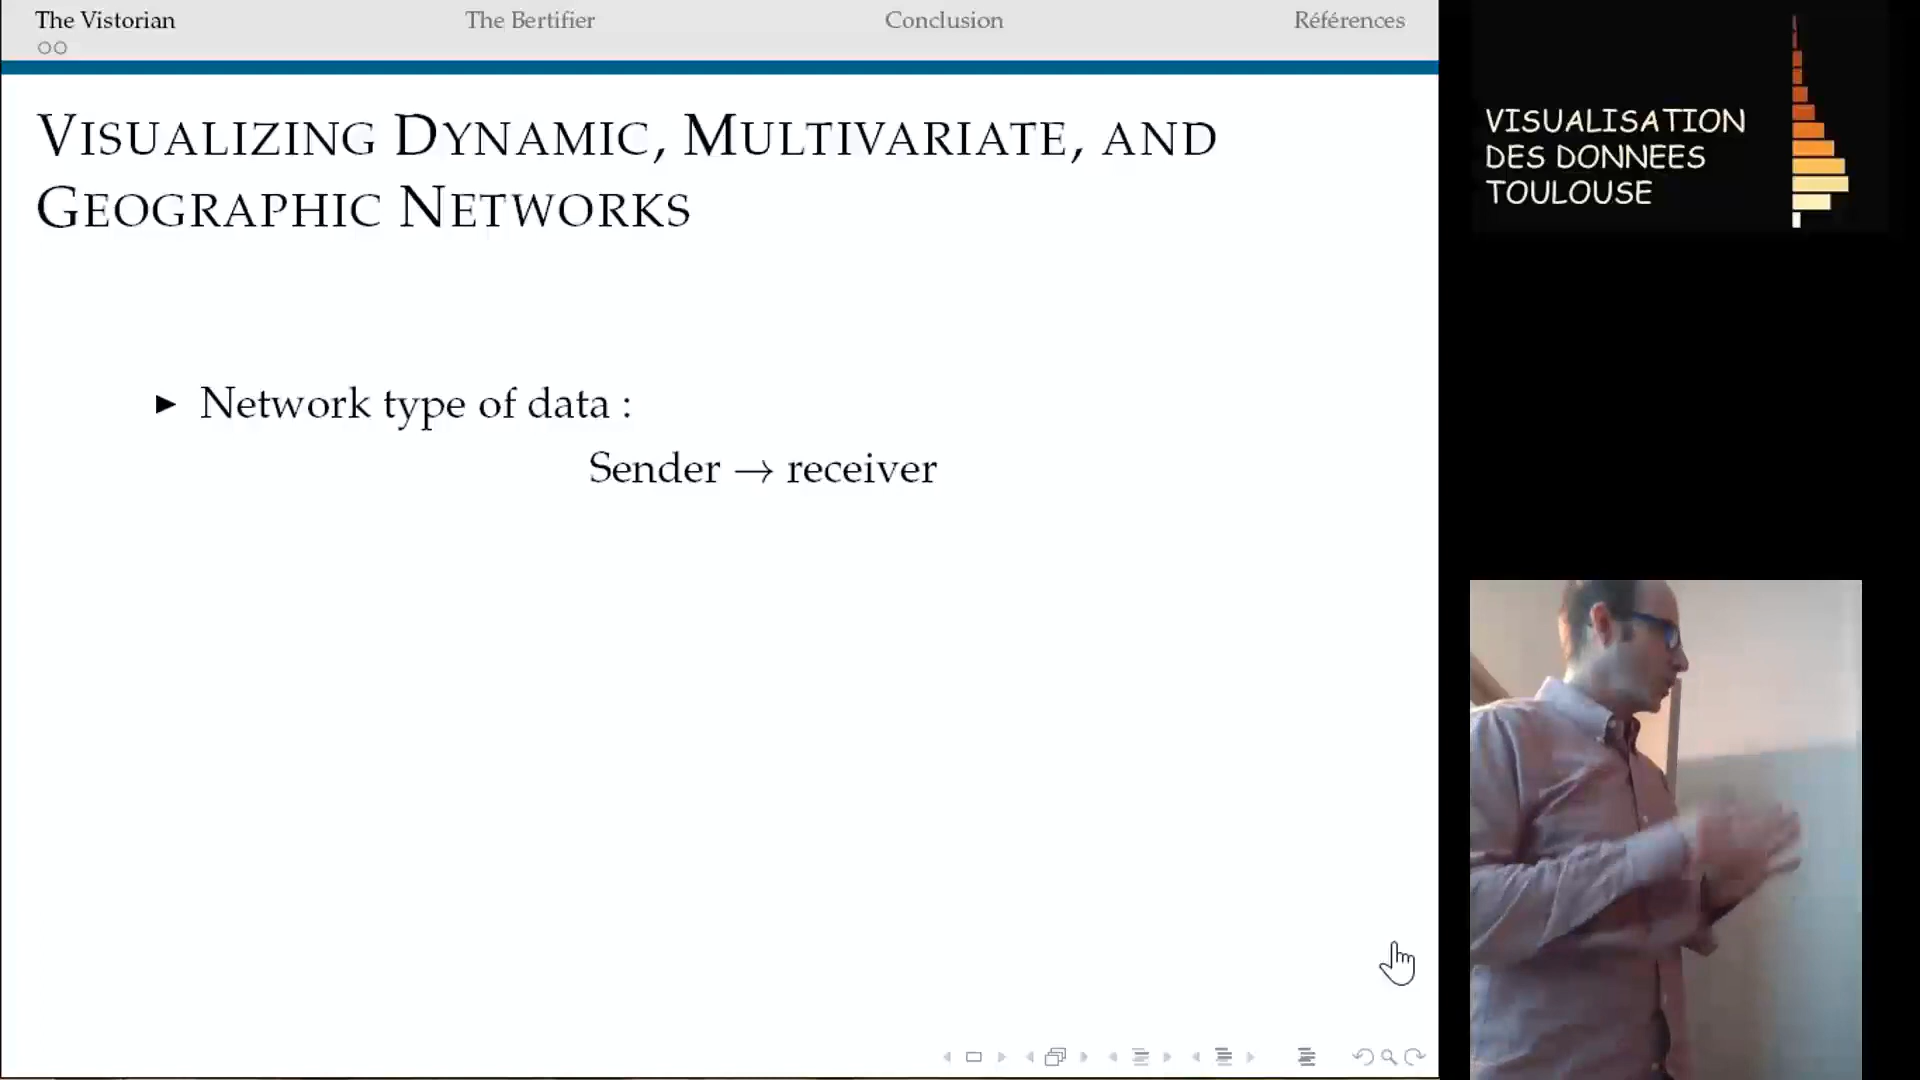 The Vistorian
The Bertifier
Conclusion
Références
VISUALIZING DYNAMIC, MULTIVARIATE, AND
GEOGRAPHIC NETWORKS
► Network type of data :
Sender → receiver
VISUALISATION
DES DONNEES
TOULOUSE